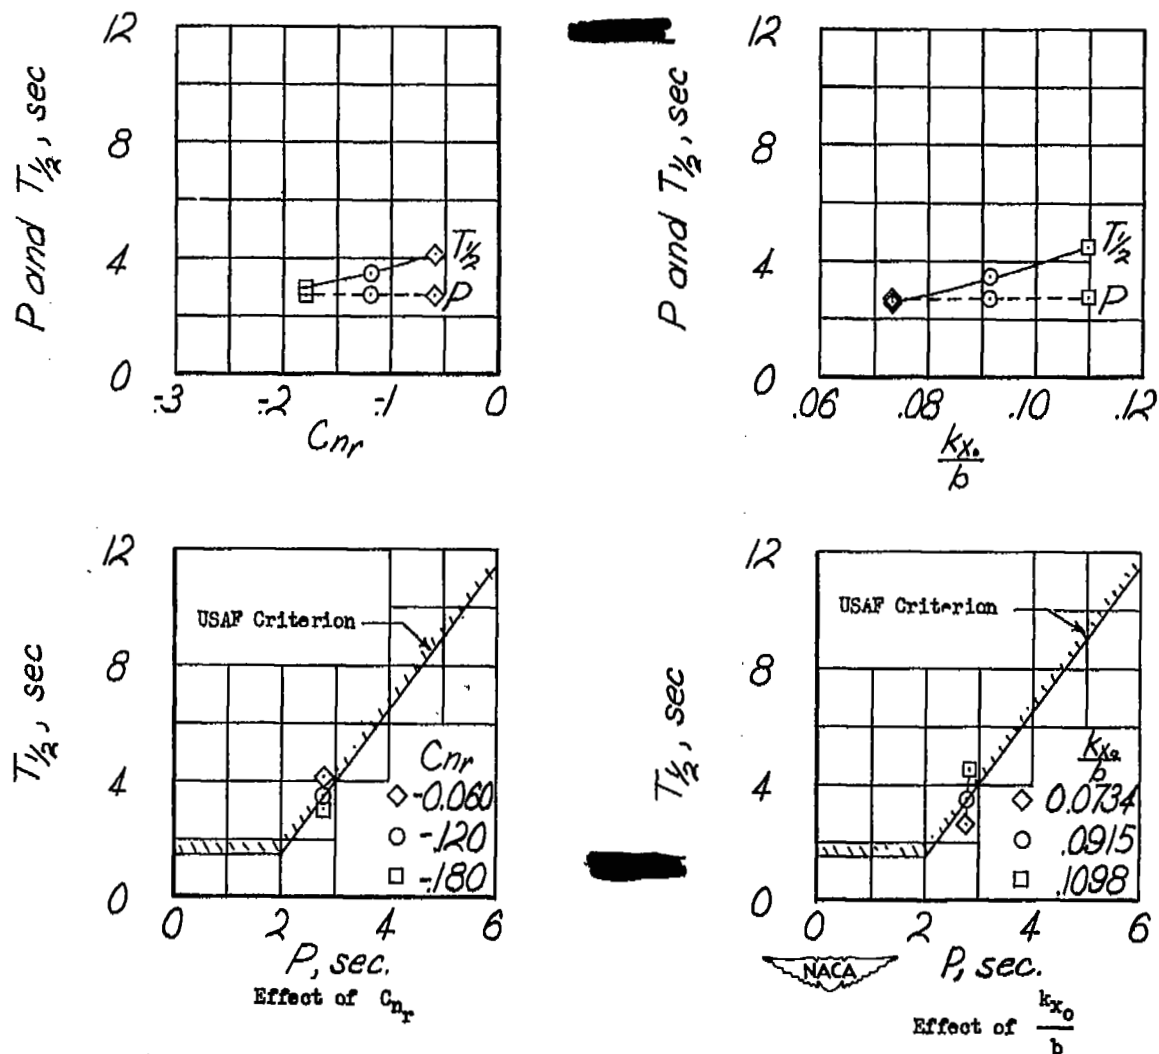 12
8
4
0
P and T½, sec
T½
P
-.3
-.2
-.1
0
Cnr
12
8
4
0
P and T½, sec
T½
P
.06
.08
.10
.12
kx₀
b
12
8
4
0
T½, sec
USAF Criterion
Cnr
-0.060
-.120
-.180
0
2
4
6
P, sec.
Effect of Cnr
12
8
4
0
T½, sec
USAF Criterion
kx₀
b
0.0734
.0915
.1098
0
2
4
6
P, sec.
NACA
Effect of kx₀
b